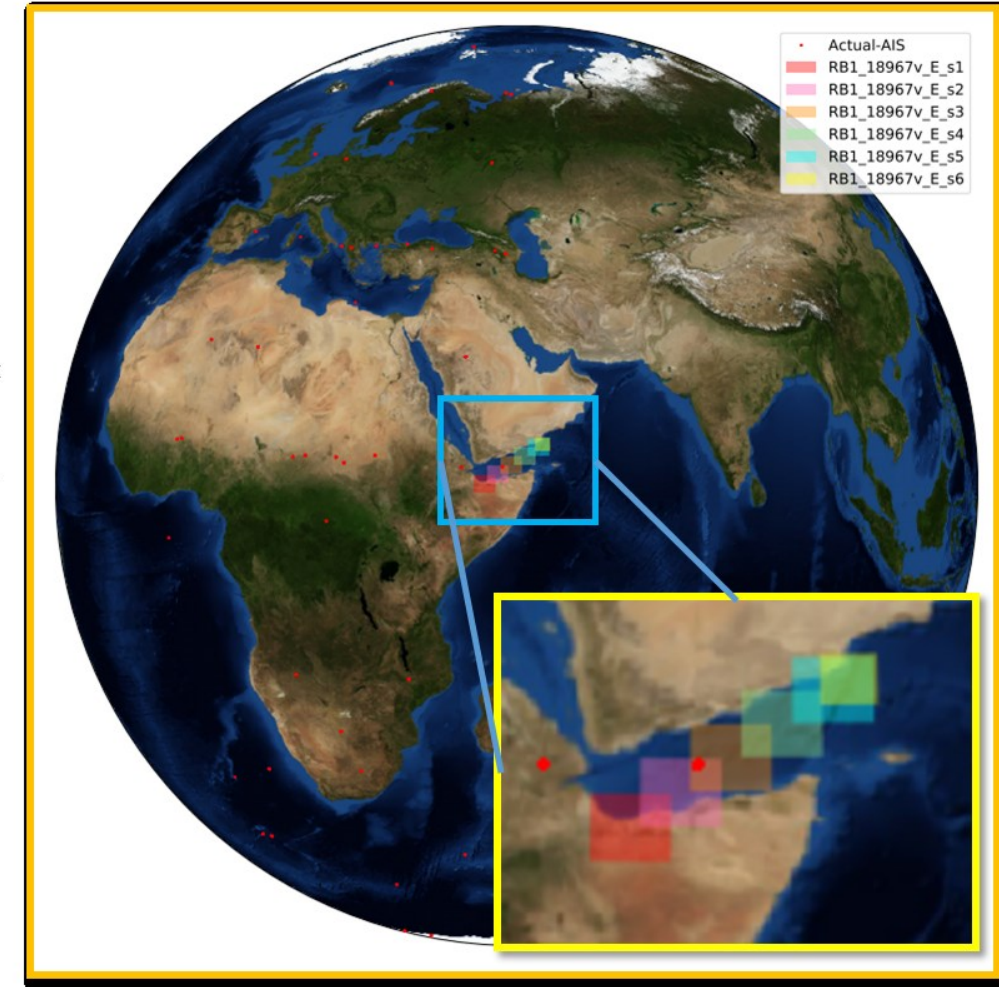 Actual-AIS
RB1_18967v_E_s1
RB1_18967v_E_s2
RB1_18967v_E_s3
RB1_18967v_E_s4
RB1_18967v_E_s5
RB1_18967v_E_s6